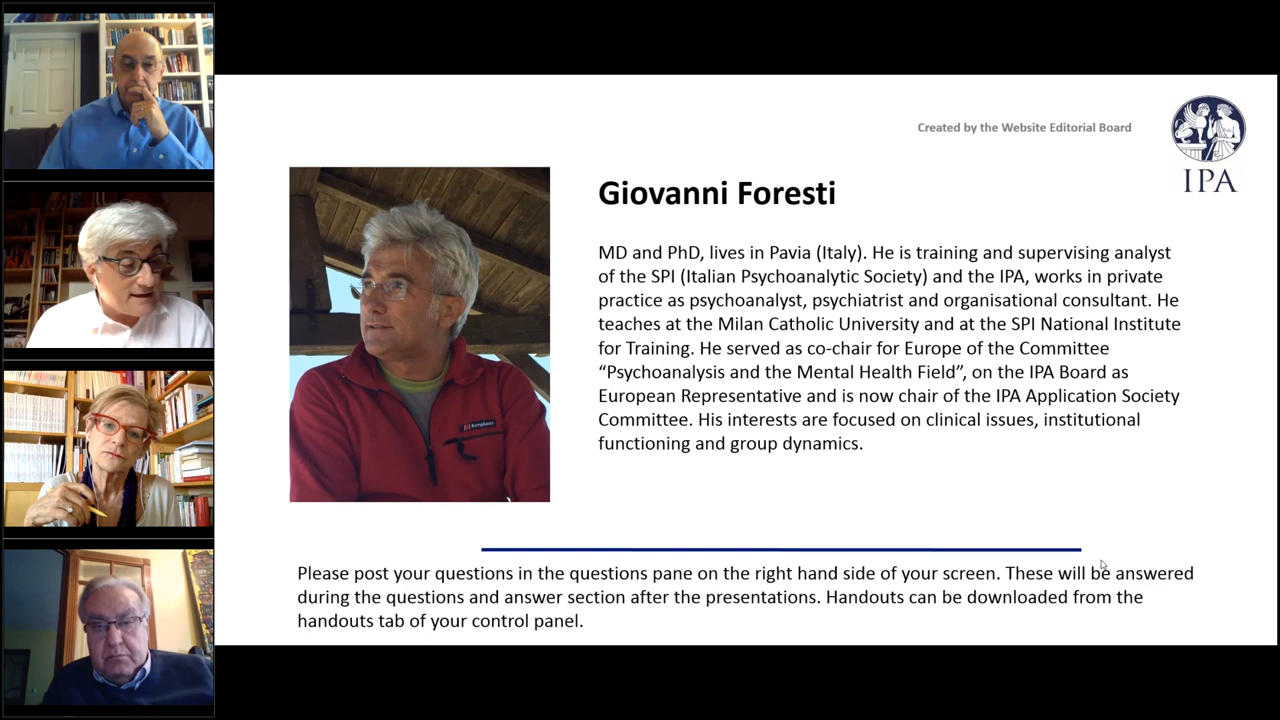 Created by the Website Editorial Board
IPA
Giovanni Foresti
MD and PhD, lives in Pavia (Italy). He is training and supervising analyst
of the SPI (Italian Psychoanalytic Society) and the IPA, works in private
practice as psychoanalyst, psychiatrist and organisational consultant. He
teaches at the Milan Catholic University and at the SPI National Institute
for Training. He served as co-chair for Europe of the Committee
“Psychoanalysis and the Mental Health Field”, on the IPA Board as
European Representative and is now chair of the IPA Application Society
Committee. His interests are focused on clinical issues, institutional
functioning and group dynamics.
Berghaus
Please post your questions in the questions pane on the right hand side of your screen. These will be answered
during the questions and answer section after the presentations. Handouts can be downloaded from the
handouts tab of your control panel.